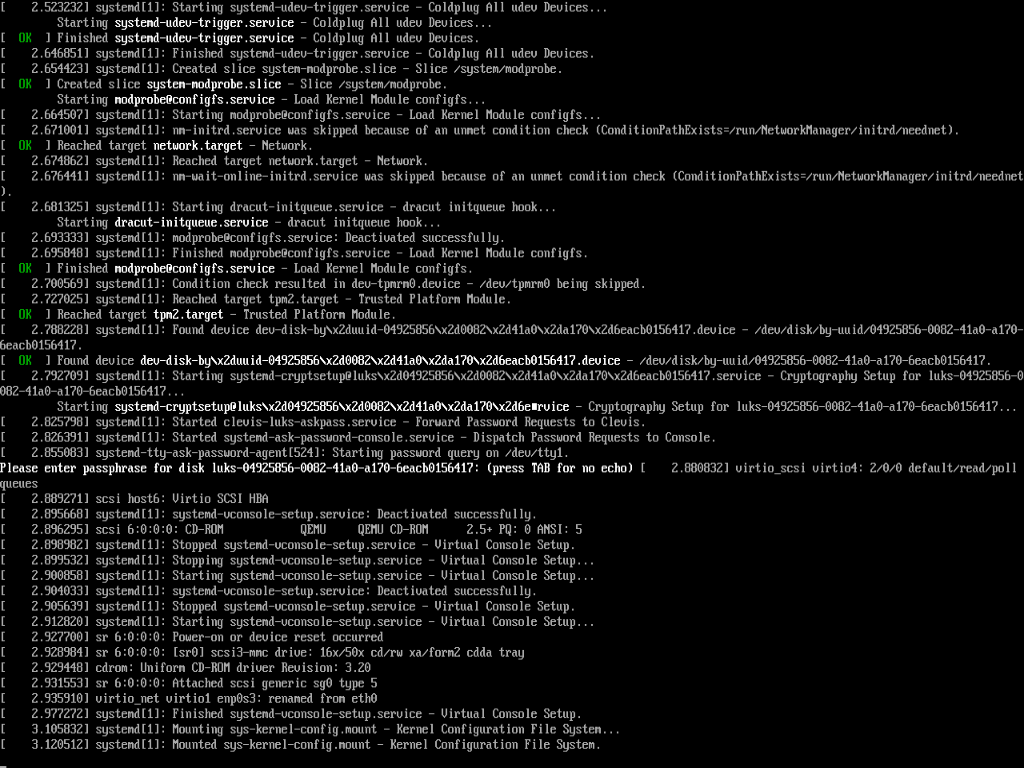 [    2.523232] systemd[1]: Starting systemd-udev-trigger.service - Coldplug All udev Devices...
         Starting systemd-udev-trigger.service - Coldplug All udev Devices...
[  OK  ] Finished systemd-udev-trigger.service - Coldplug All udev Devices.
[    2.646851] systemd[1]: Finished systemd-udev-trigger.service - Coldplug All udev Devices.
[    2.654423] systemd[1]: Created slice system-modprobe.slice - Slice /system/modprobe.
[  OK  ] Created slice system-modprobe.slice - Slice /system/modprobe.
         Starting modprobe@configfs.service - Load Kernel Module configfs...
[    2.664507] systemd[1]: Starting modprobe@configfs.service - Load Kernel Module configfs...
[    2.671001] systemd[1]: nm-initrd.service was skipped because of an unmet condition check (ConditionPathExists=/run/NetworkManager/initrd/neednet).
[  OK  ] Reached target network.target - Network.
[    2.674862] systemd[1]: Reached target network.target - Network.
[    2.676441] systemd[1]: nm-wait-online-initrd.service was skipped because of an unmet condition check (ConditionPathExists=/run/NetworkManager/initrd/neednet
).
[    2.681325] systemd[1]: Starting dracut-initqueue.service - dracut initqueue hook...
         Starting dracut-initqueue.service - dracut initqueue hook...
[    2.693333] systemd[1]: modprobe@configfs.service: Deactivated successfully.
[    2.695848] systemd[1]: Finished modprobe@configfs.service - Load Kernel Module configfs.
[  OK  ] Finished modprobe@configfs.service - Load Kernel Module configfs.
[    2.700569] systemd[1]: Condition check resulted in dev-tpmrm0.device - /dev/tpmrm0 being skipped.
[    2.727025] systemd[1]: Reached target tpm2.target - Trusted Platform Module.
[  OK  ] Reached target tpm2.target - Trusted Platform Module.
[    2.788228] systemd[1]: Found device dev-disk-by\x2duuid-04925856\x2d0082\x2d41a0\x2da170\x2d6eacb0156417.device - /dev/disk/by-uuid/04925856-0082-41a0-a170-
6eacb0156417.
[  OK  ] Found device dev-disk-by\x2duuid-04925856\x2d0082\x2d41a0\x2da170\x2d6eacb0156417.device - /dev/disk/by-uuid/04925856-0082-41a0-a170-6eacb0156417.
[    2.792709] systemd[1]: Starting systemd-cryptsetup@luks\x2d04925856\x2d0082\x2d41a0\x2da170\x2d6eacb0156417.service - Cryptography Setup for luks-04925856-0
082-41a0-a170-6eacb0156417...
         Starting systemd-cryptsetup@luks\x2d04925856\x2d0082\x2d41a0\x2da170\x2d6e■rvice - Cryptography Setup for luks-04925856-0082-41a0-a170-6eacb0156417...
[    2.825798] systemd[1]: Started clevis-luks-askpass.service - Forward Password Requests to Clevis.
[    2.826391] systemd[1]: Started systemd-ask-password-console.service - Dispatch Password Requests to Console.
[    2.855083] systemd-tty-ask-password-agent[524]: Starting password query on /dev/tty1.
Please enter passphrase for disk luks-04925856-0082-41a0-a170-6eacb0156417: (press TAB for no echo) [    2.880832] virtio_scsi virtio4: 2/0/0 default/read/poll
queues
[    2.889271] scsi host6: Virtio SCSI HBA
[    2.895668] systemd[1]: systemd-vconsole-setup.service: Deactivated successfully.
[    2.896295] scsi 6:0:0:0: CD-ROM            QEMU     QEMU CD-ROM      2.5+ PQ: 0 ANSI: 5
[    2.898982] systemd[1]: Stopped systemd-vconsole-setup.service - Virtual Console Setup.
[    2.899532] systemd[1]: Stopping systemd-vconsole-setup.service - Virtual Console Setup...
[    2.900858] systemd[1]: Starting systemd-vconsole-setup.service - Virtual Console Setup...
[    2.904033] systemd[1]: systemd-vconsole-setup.service: Deactivated successfully.
[    2.905639] systemd[1]: Stopped systemd-vconsole-setup.service - Virtual Console Setup.
[    2.912820] systemd[1]: Starting systemd-vconsole-setup.service - Virtual Console Setup...
[    2.927700] sr 6:0:0:0: Power-on or device reset occurred
[    2.928984] sr 6:0:0:0: [sr0] scsi3-mmc drive: 16x/50x cd/rw xa/form2 cdda tray
[    2.929448] cdrom: Uniform CD-ROM driver Revision: 3.20
[    2.931553] sr 6:0:0:0: Attached scsi generic sg0 type 5
[    2.935910] virtio_net virtio1 enp0s3: renamed from eth0
[    2.977272] systemd[1]: Finished systemd-vconsole-setup.service - Virtual Console Setup.
[    3.105832] systemd[1]: Mounting sys-kernel-config.mount - Kernel Configuration File System...
[    3.120512] systemd[1]: Mounted sys-kernel-config.mount - Kernel Configuration File System.